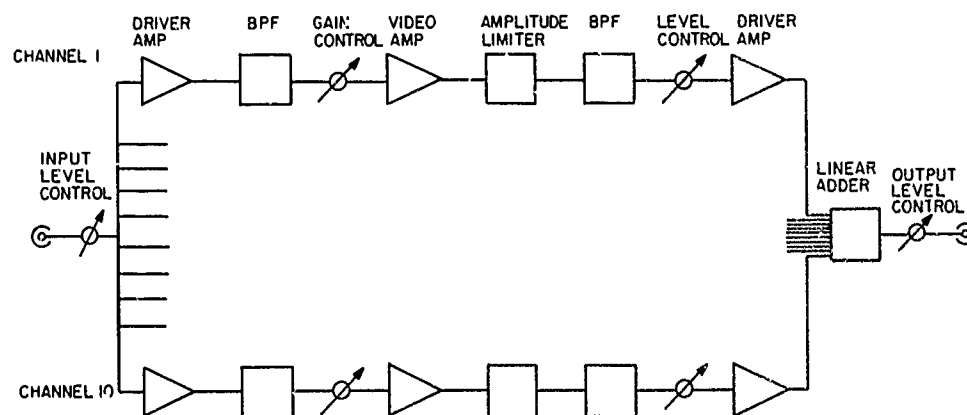 DRIVER
AMP
BPF
GAIN
CONTROL
VIDEO
AMP
AMPLITUDE
LIMITER
BPF
LEVEL
CONTROL
DRIVER
AMP
CHANNEL 1
INPUT
LEVEL
CONTROL
LINEAR
ADDER
OUTPUT
LEVEL
CONTROL
CHANNEL 10